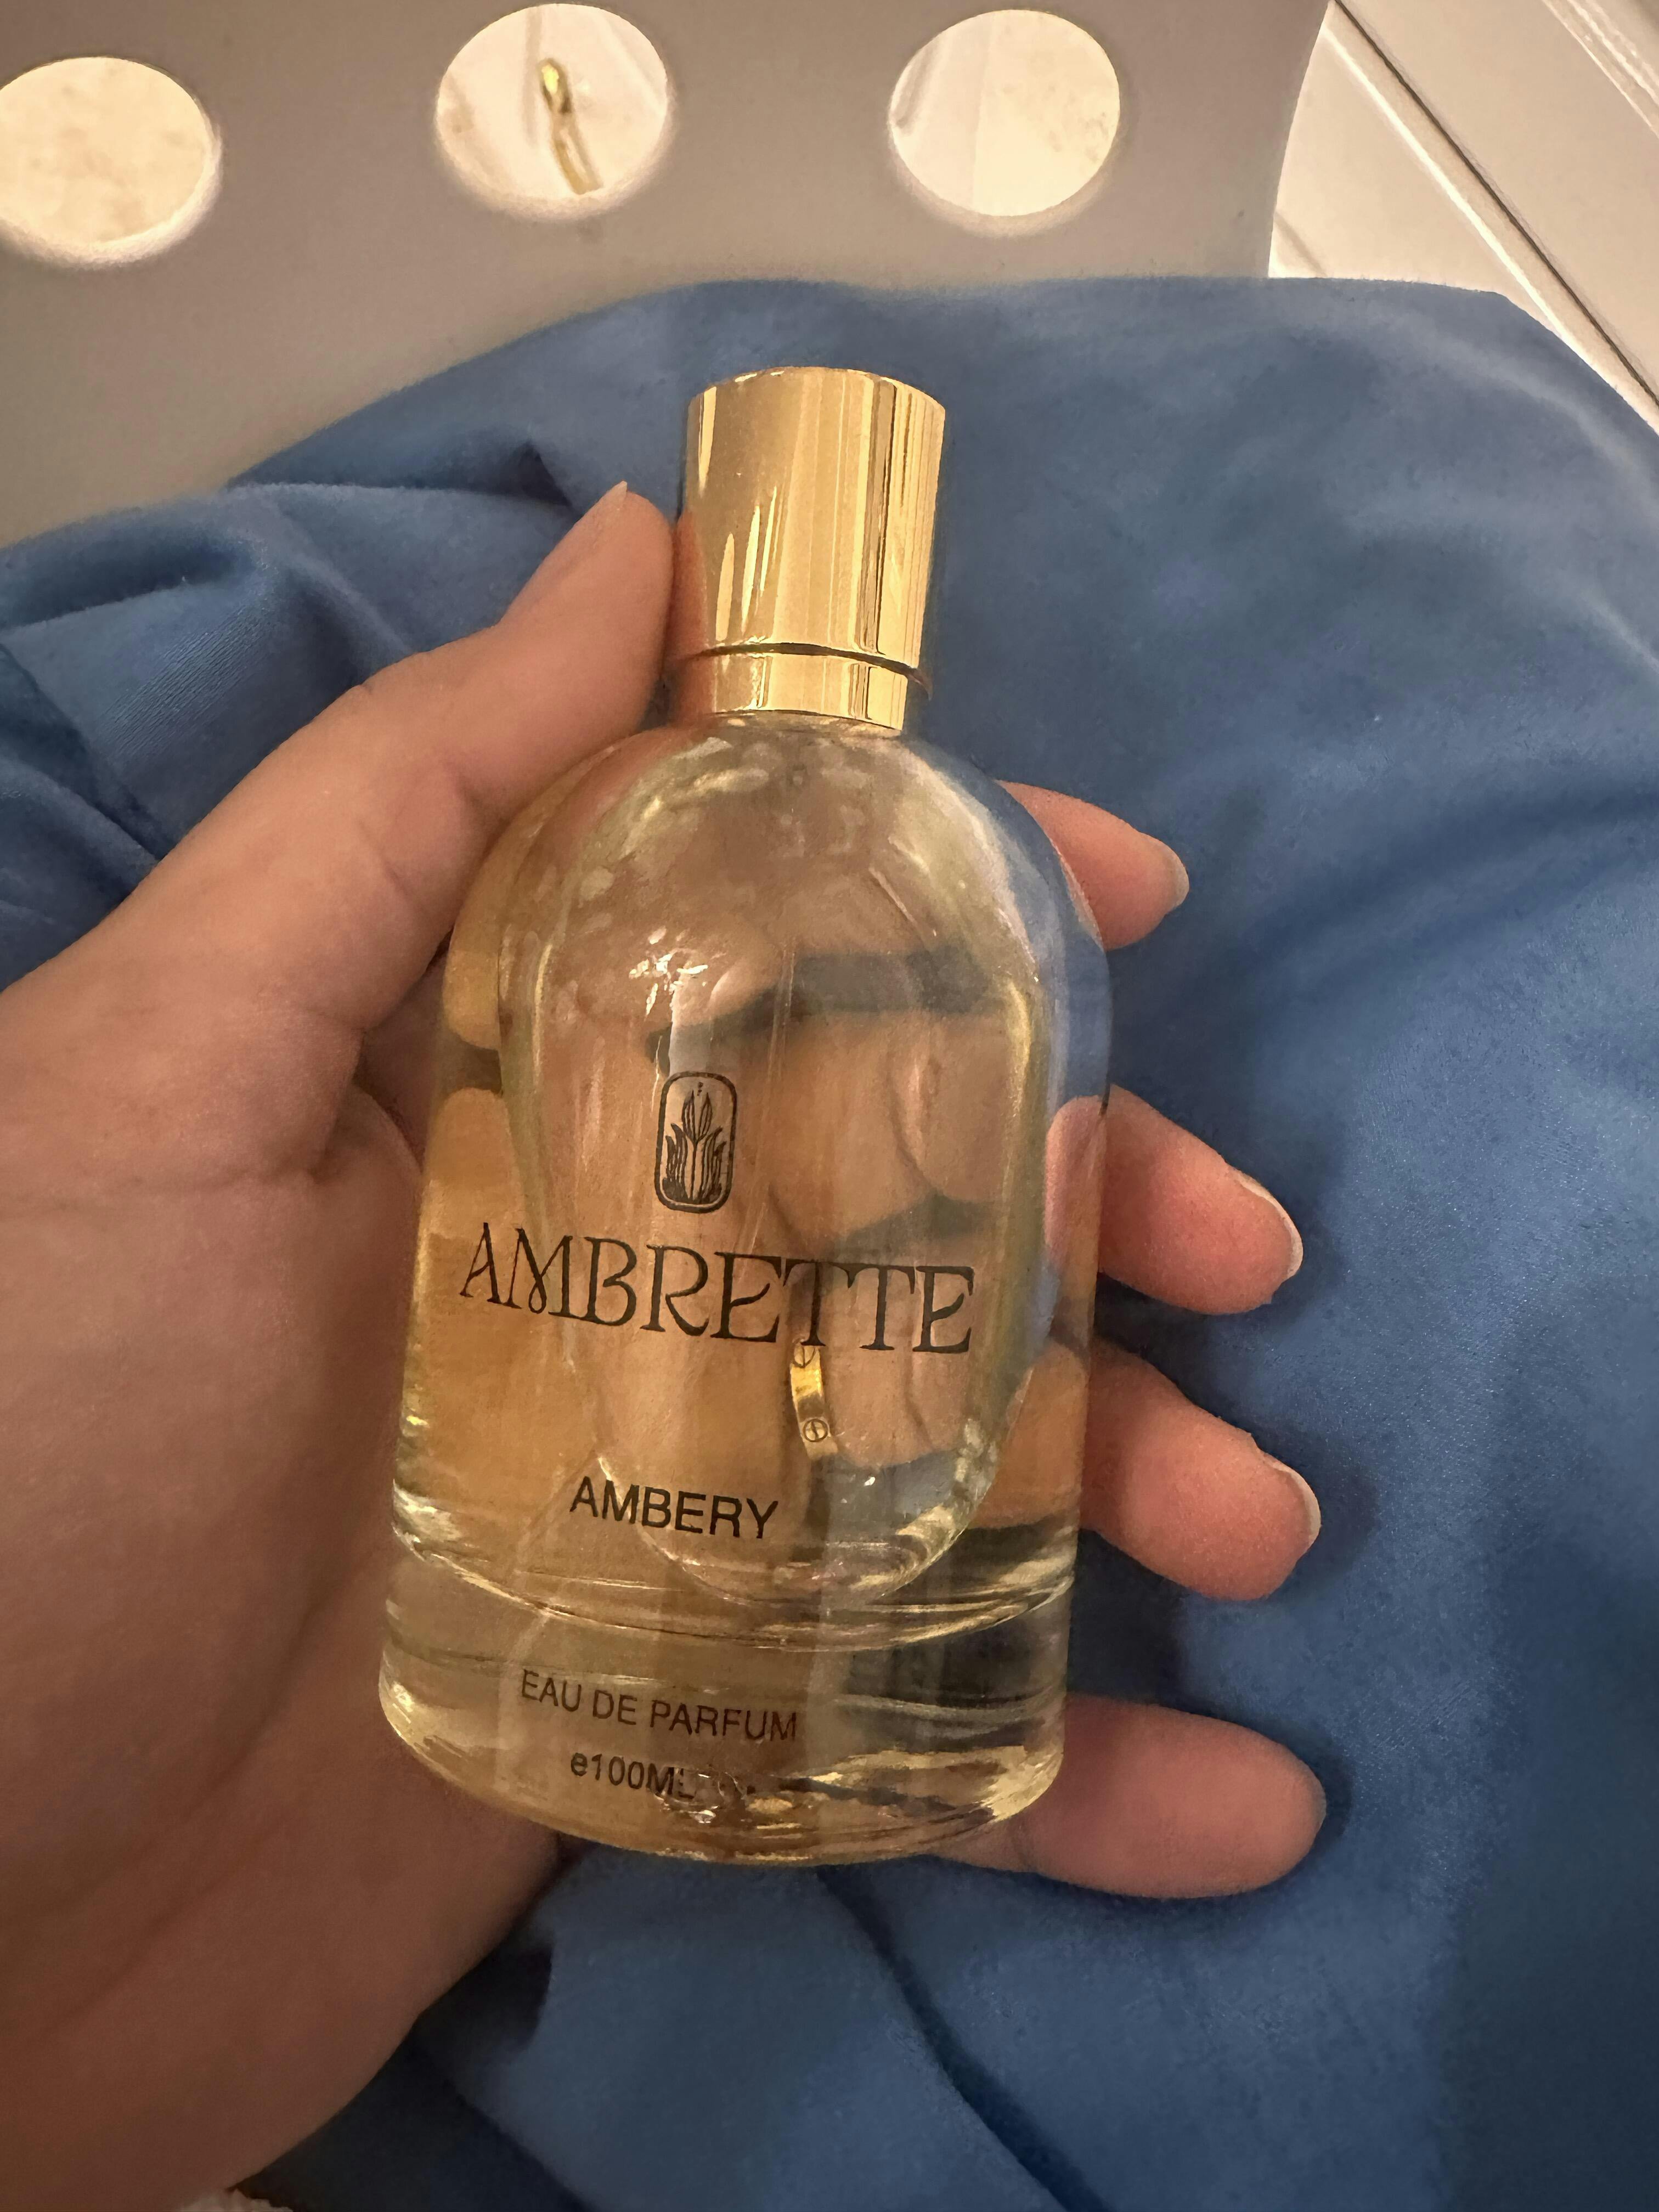 AMBRETTE
AMBERY
EAU DE PARFUM
e100ML